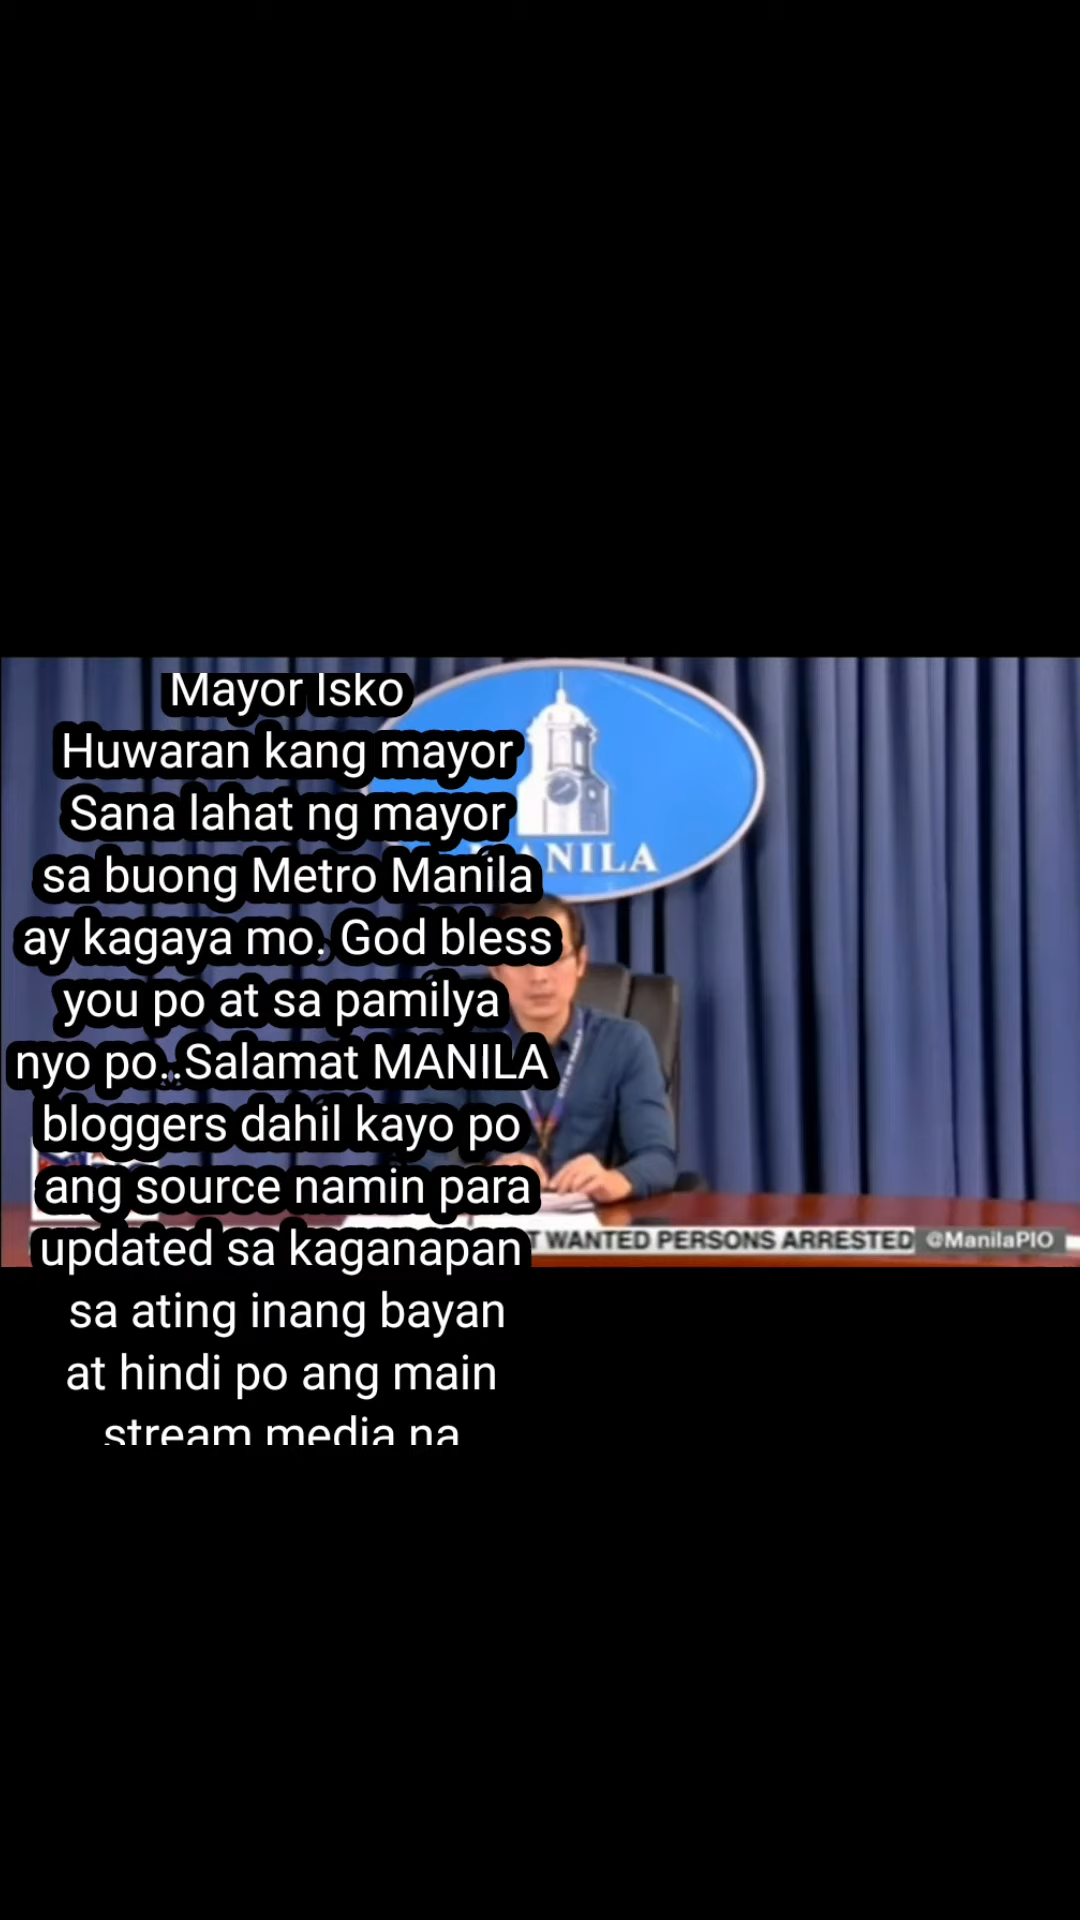 Mayor Isko
Huwaran kang mayor
Sana lahat ng mayor
sa buong Metro Manila
ay kagaya mo. God bless
you po at sa pamilya
nyo po..Salamat MANILA
bloggers dahil kayo po
ang source namin para
updated sa kaganapan
sa ating inang bayan
at hindi po ang main
stream media na
ANILA
T WANTED PERSONS ARRESTED @ManilaPIO